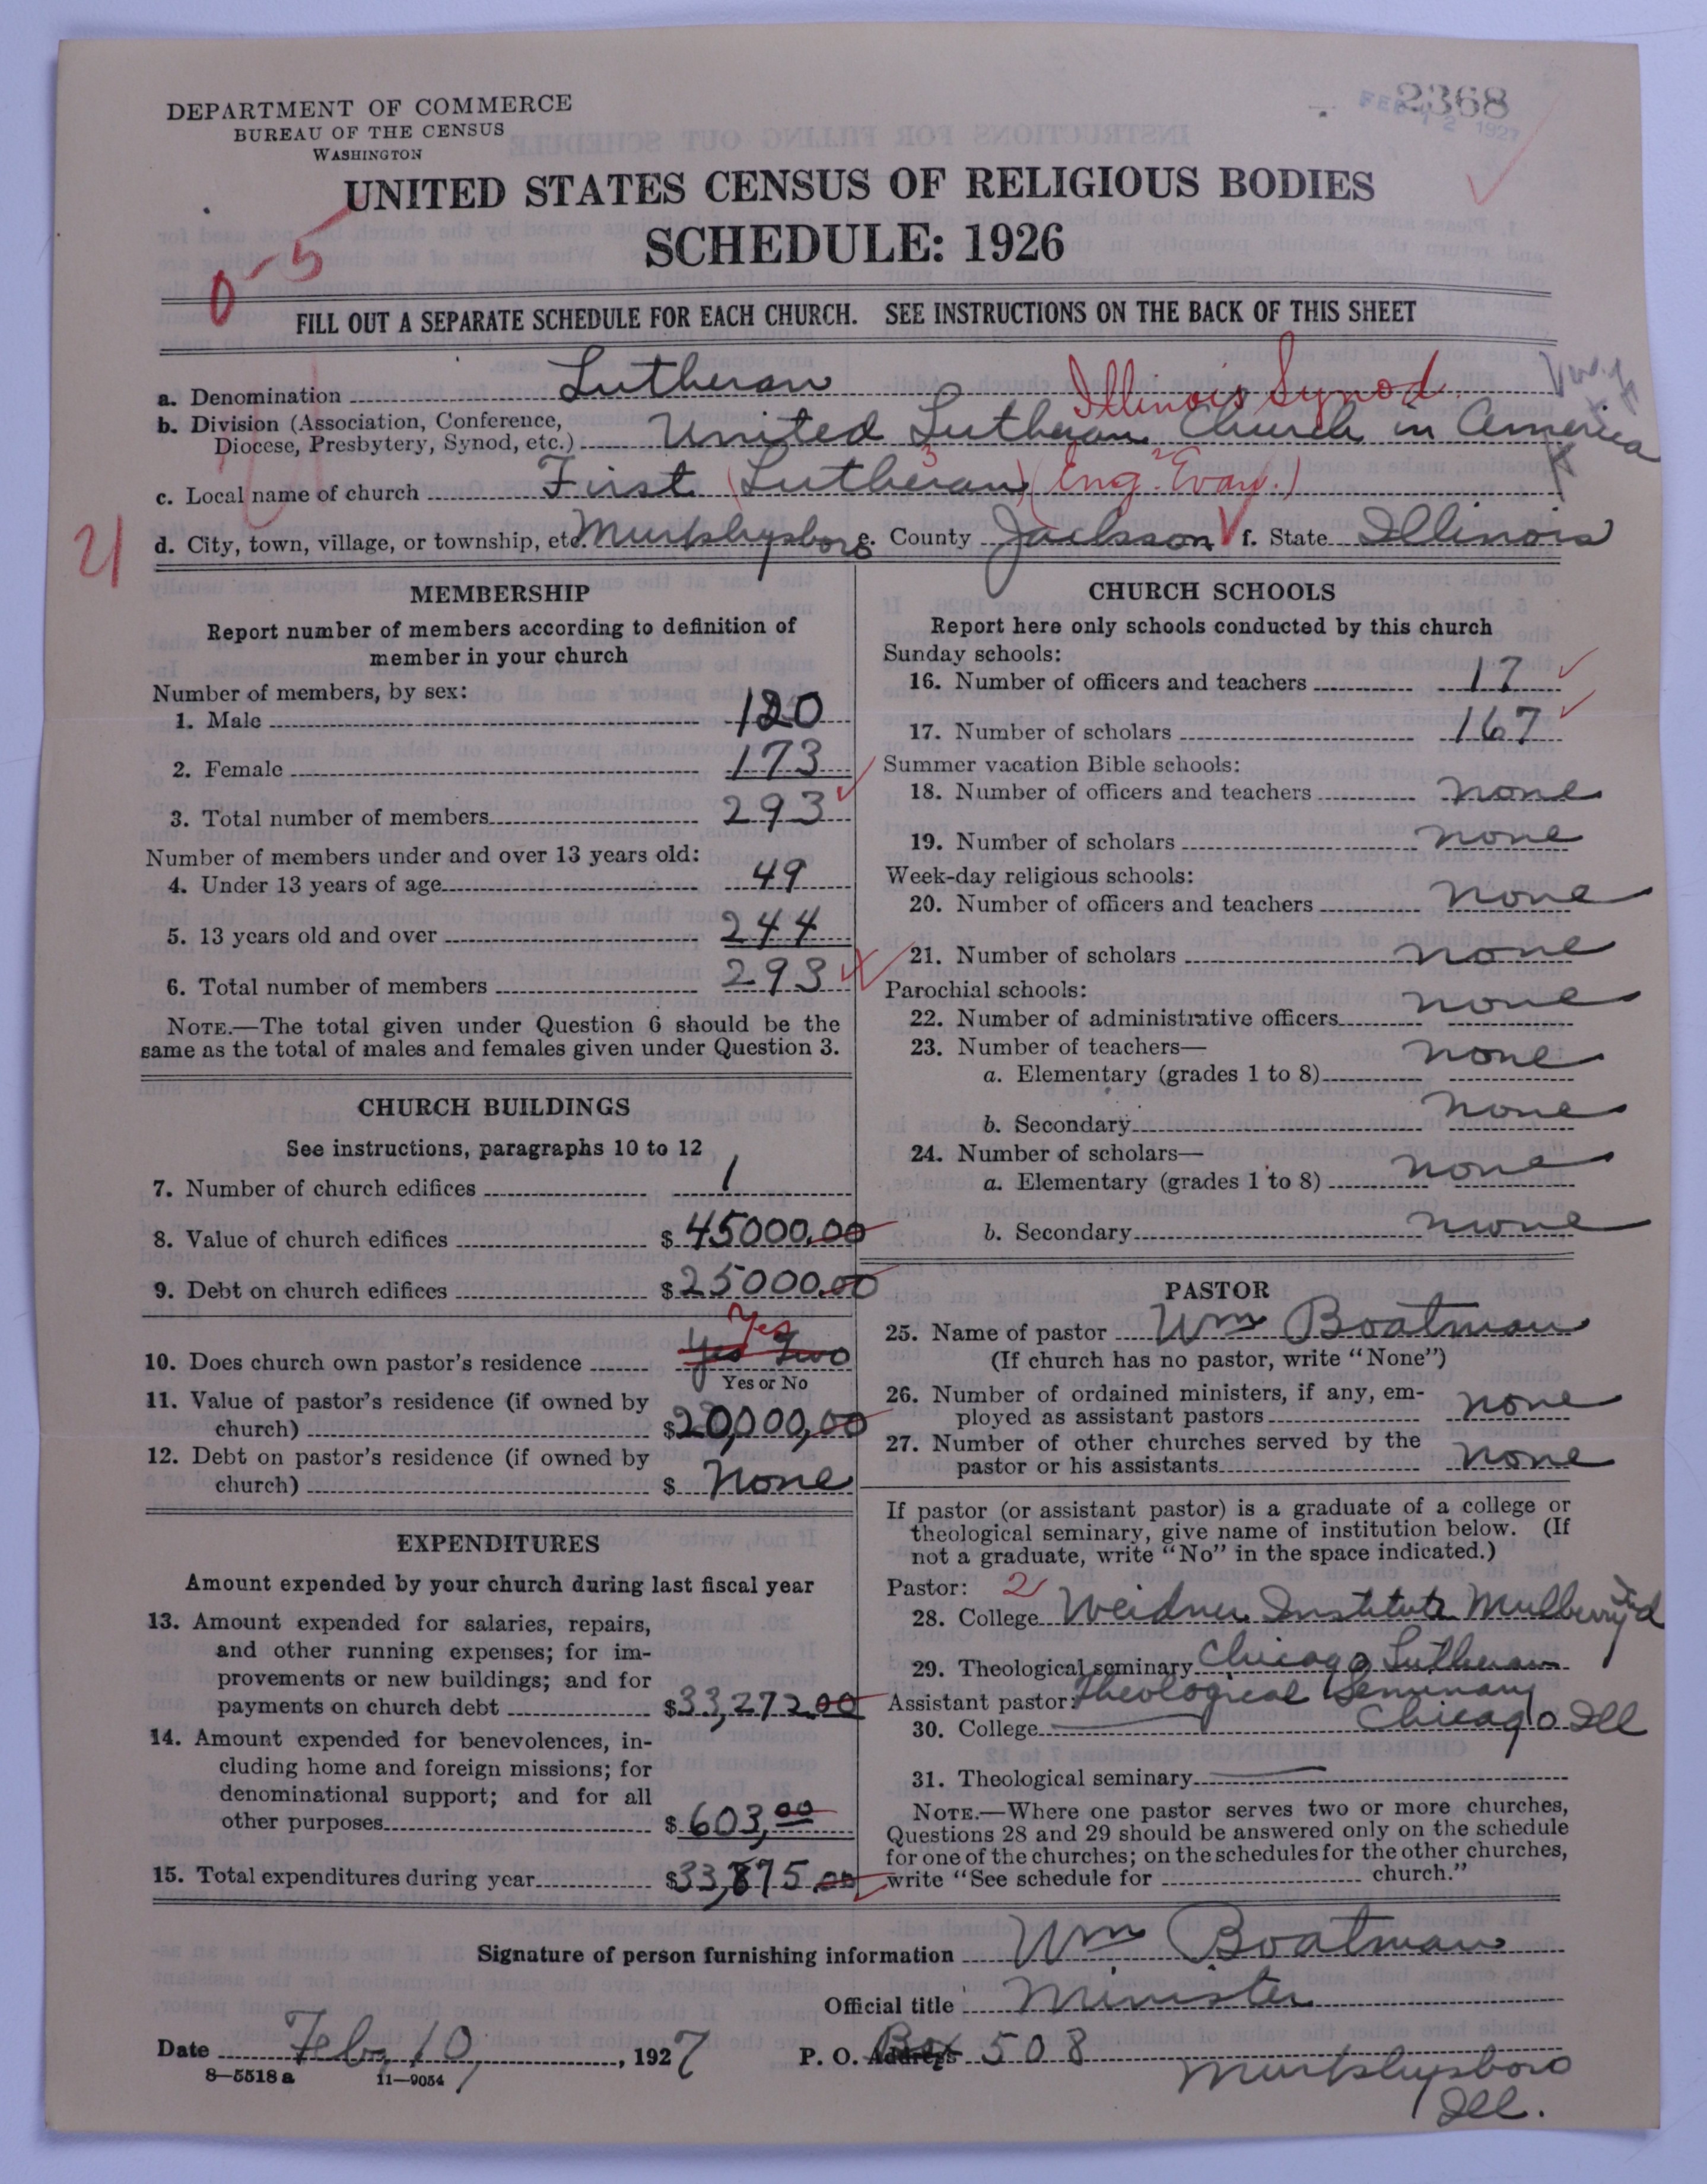 DEPARTMENT OF COMMERCE
BUREAU OF THE CENSUS
WASHINGTON
2368
FEB 12 1927
UNITED STATES CENSUS OF RELIGIOUS BODIES
SCHEDULE: 1926
0-5
FILL OUT A SEPARATE SCHEDULE FOR EACH CHURCH. SEE INSTRUCTIONS ON THE BACK OF THIS SHEET
a. Denomination Lutheran Illinois Synod
b. Division (Association, Conference,
Diocese, Presbytery, Synod, etc.) United Lutheran Church in America
c. Local name of church First (Lutheran) (Eng. Evan.)
3 2
21
d. City, town, village, or township, etc. Murphysboro e. County Jackson f. State Illinois
MEMBERSHIP
Report number of members according to definition of
member in your church
Number of members, by sex:
1. Male 120
2. Female 173
3. Total number of members 293
Number of members under and over 13 years old:
4. Under 13 years of age 49
5. 13 years old and over 244
6. Total number of members 293
NOTE.—The total given under Question 6 should be the
same as the total of males and females given under Question 3.
CHURCH BUILDINGS
See instructions, paragraphs 10 to 12
7. Number of church edifices 1
8. Value of church edifices $45000.00
9. Debt on church edifices $25000.00
Yes
10. Does church own pastor's residence Yes Two
Yes or No
11. Value of pastor's residence (if owned by
church) $20,000,00
12. Debt on pastor's residence (if owned by
church) $ None
EXPENDITURES
Amount expended by your church during last fiscal year
13. Amount expended for salaries, repairs,
and other running expenses; for im-
provements or new buildings; and for
payments on church debt $33,272.00
14. Amount expended for benevolences, in-
cluding home and foreign missions; for
denominational support; and for all
other purposes $603,00
15. Total expenditures during year $33,875.00
CHURCH SCHOOLS
Report here only schools conducted by this church
Sunday schools:
16. Number of officers and teachers 17
17. Number of scholars 167
Summer vacation Bible schools:
18. Number of officers and teachers none
19. Number of scholars none
Week-day religious schools:
20. Number of officers and teachers none
21. Number of scholars none
Parochial schools:
22. Number of administrative officers none
23. Number of teachers—
a. Elementary (grades 1 to 8) none
b. Secondary none
24. Number of scholars—
a. Elementary (grades 1 to 8) none
b. Secondary none
PASTOR
25. Name of pastor Wm Boatman
(If church has no pastor, write "None")
26. Number of ordained ministers, if any, em-
ployed as assistant pastors none
27. Number of other churches served by the
pastor or his assistants none
If pastor (or assistant pastor) is a graduate of a college or
theological seminary, give name of institution below. (If
not a graduate, write "No" in the space indicated.)
Pastor: 2
28. College Weidner Institute Mulberry Ind
29. Theological seminary Chicago Lutheran
Assistant pastor: Theological Seminary
30. College Chicago Ill
31. Theological seminary
NOTE.—Where one pastor serves two or more churches,
Questions 28 and 29 should be answered only on the schedule
for one of the churches; on the schedules for the other churches,
write "See schedule for church."
Signature of person furnishing information Wm Boatman
Official title Minister
Date Feb. 10, 1927 P. O. Address Box 508
Murphysboro
Ill.
8—5518a 11—9054